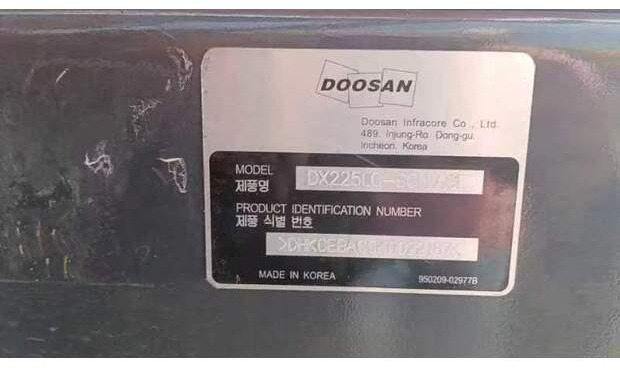 DOOSAN
Doosan Infracore Co., Ltd.
489, Injung-Ro Dong-gu.
Incheon, Korea
MODEL
제품명
PRODUCT IDENTIFICATION NUMBER
제품 식별 번호
MADE IN KOREA
950209-02977B